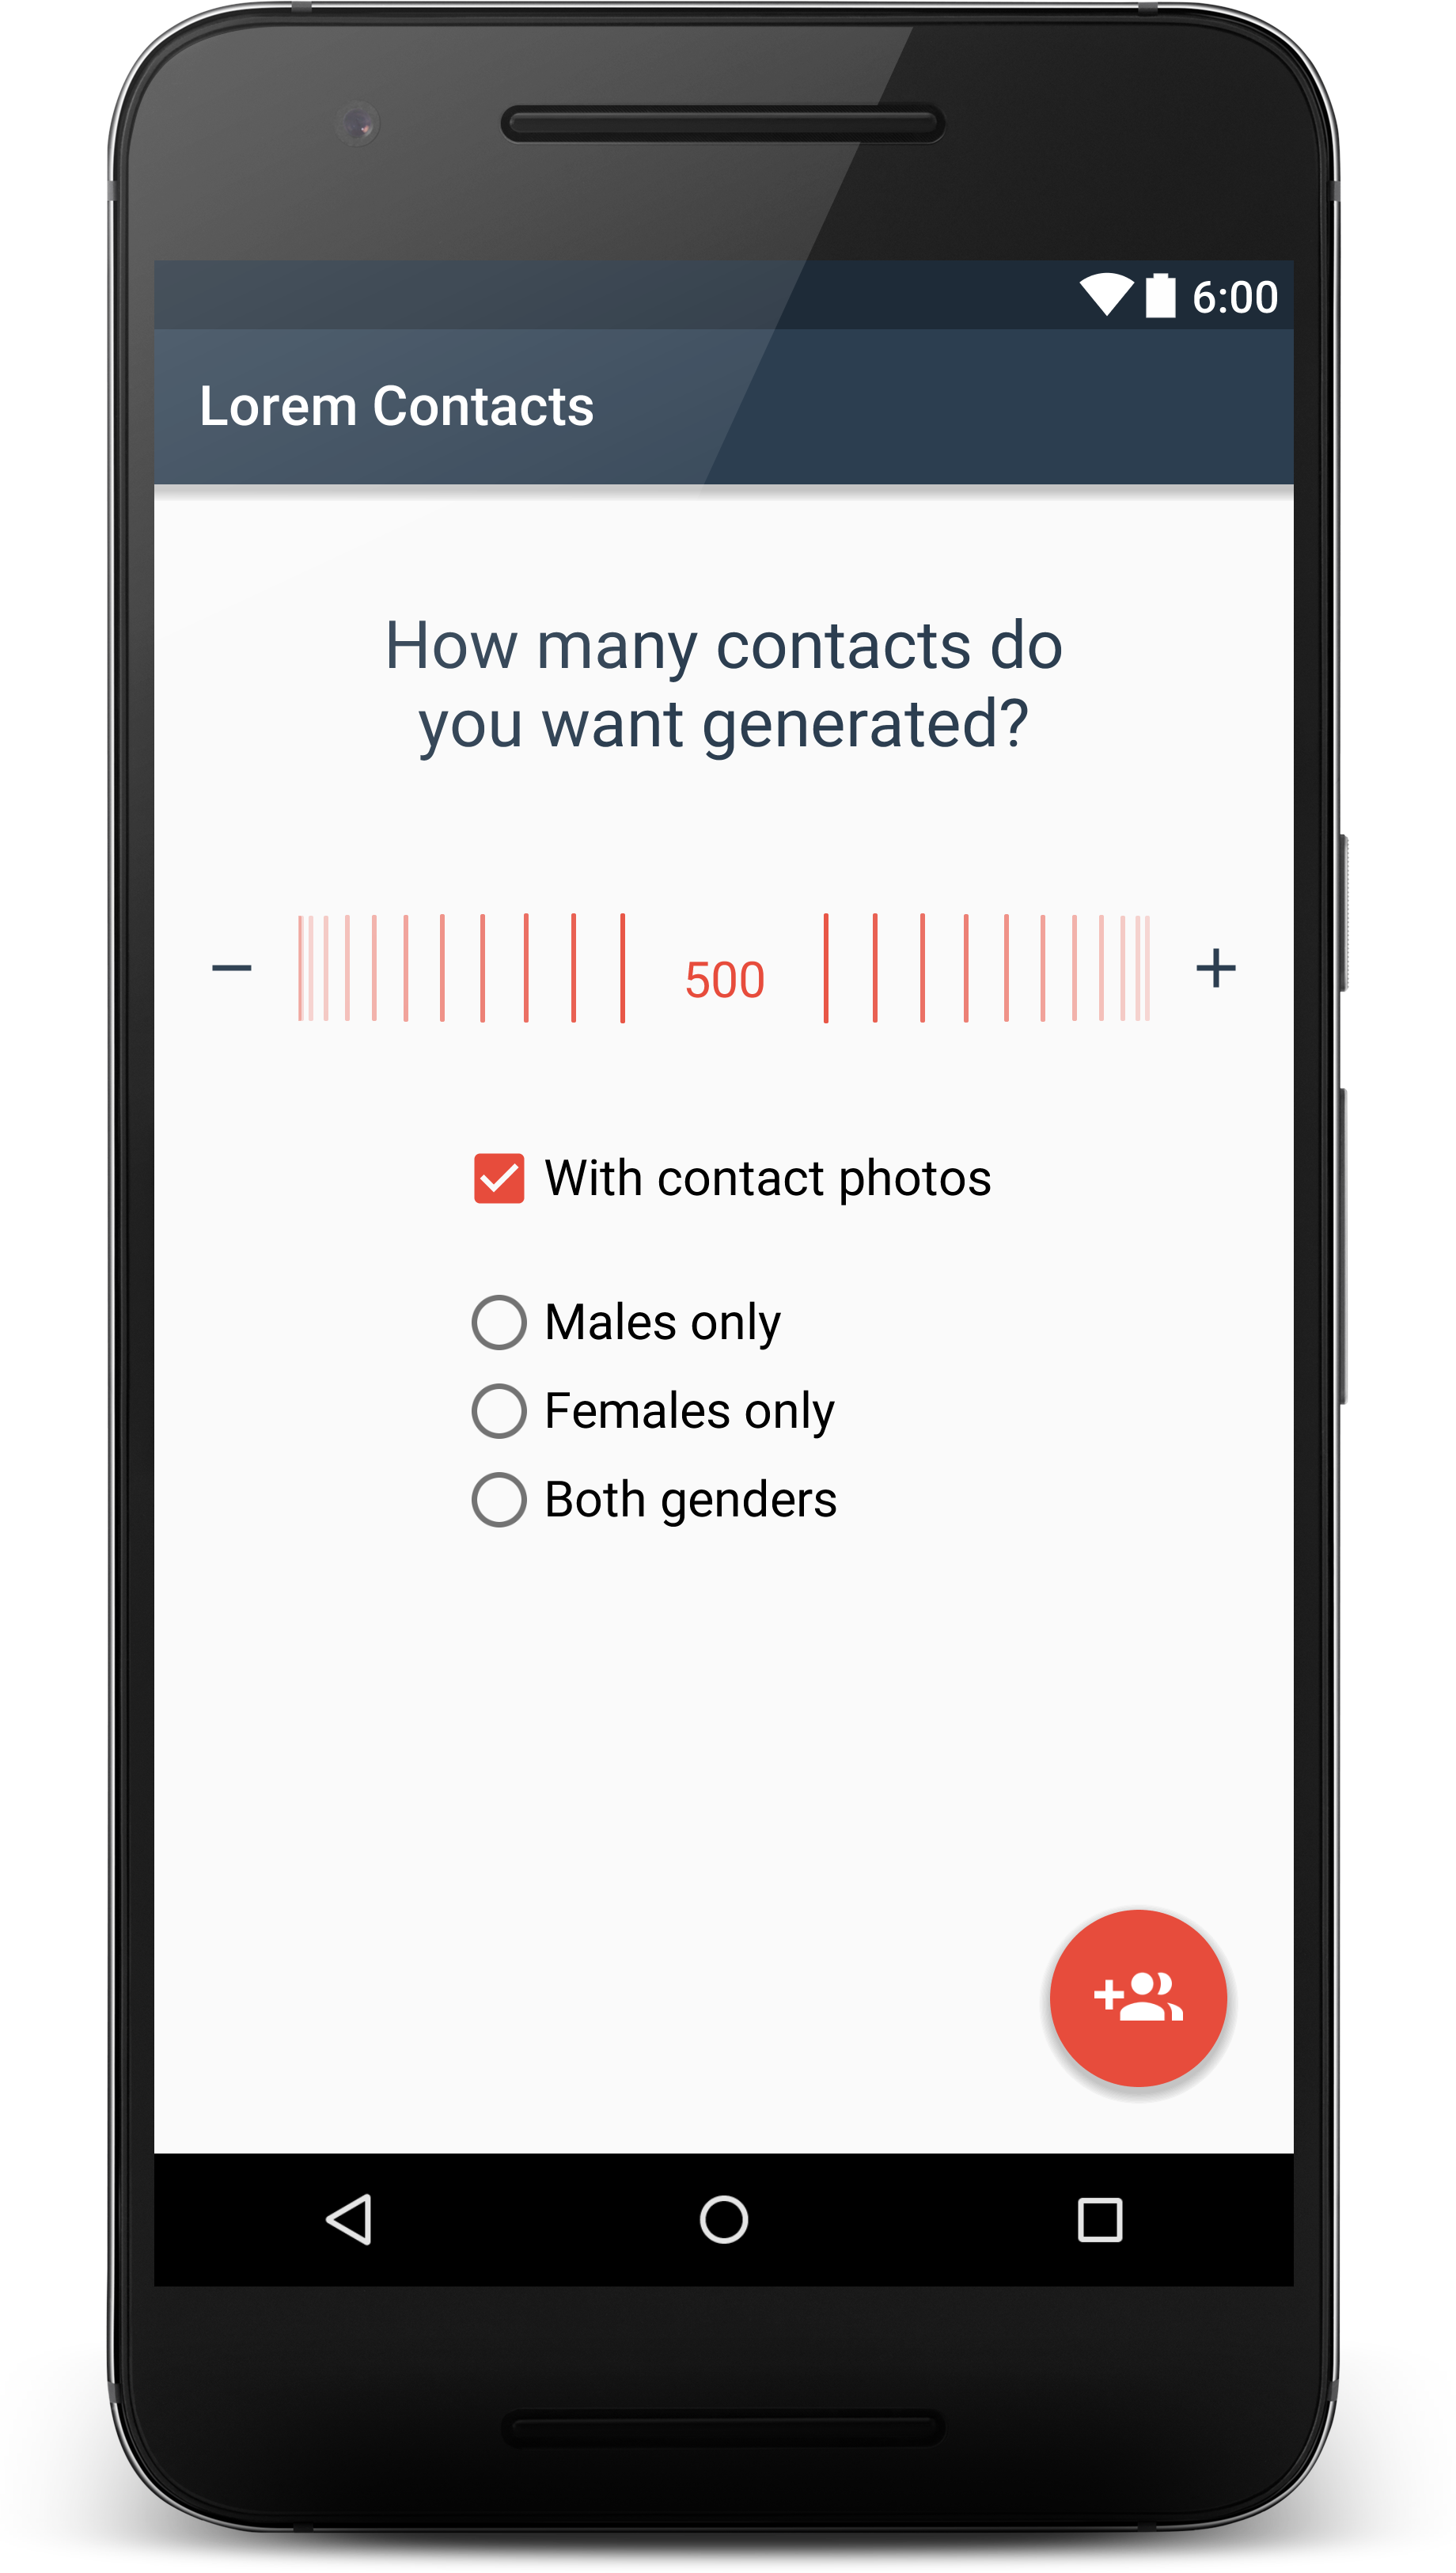 6:00
Lorem Contacts
How many contacts do
you want generated?
− 500 +
With contact photos
Males only
Females only
Both genders